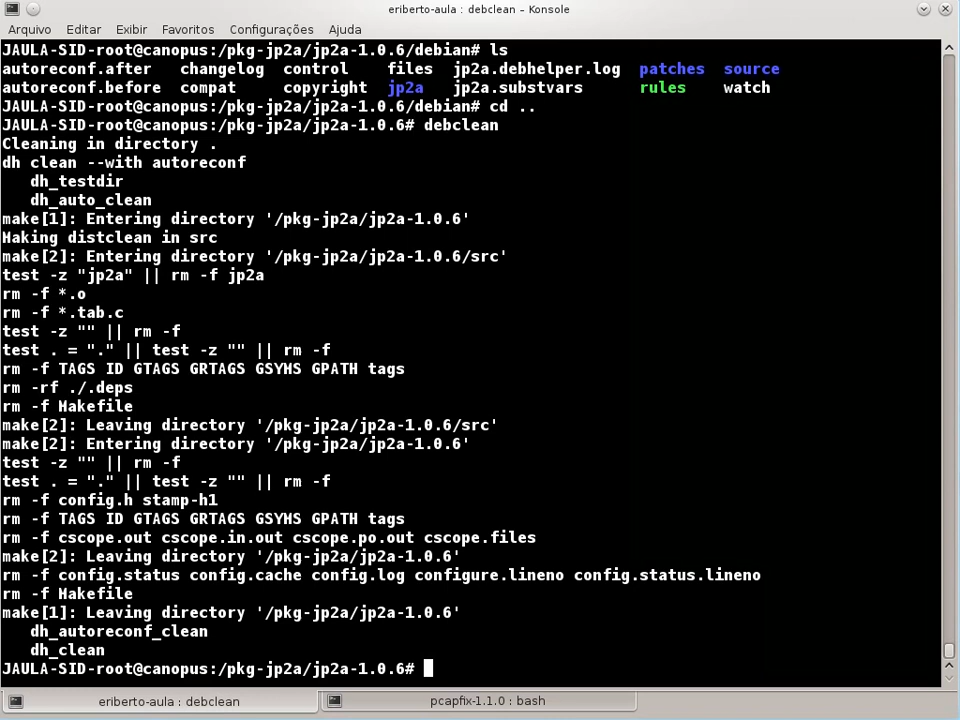 eriberto-aula : debclean – Konsole
Arquivo Editar Exibir Favoritos Configurações Ajuda
JAULA-SID-root@canopus:/pkg-jp2a/jp2a-1.0.6/debian# ls
autoreconf.after changelog control files jp2a.debhelper.log patches source
autoreconf.before compat copyright jp2a jp2a.substvars rules watch
JAULA-SID-root@canopus:/pkg-jp2a/jp2a-1.0.6/debian# cd ..
JAULA-SID-root@canopus:/pkg-jp2a/jp2a-1.0.6# debclean
Cleaning in directory .
dh clean --with autoreconf
dh_testdir
dh_auto_clean
make[1]: Entering directory '/pkg-jp2a/jp2a-1.0.6'
Making distclean in src
make[2]: Entering directory '/pkg-jp2a/jp2a-1.0.6/src'
test -z "jp2a" || rm -f jp2a
rm -f *.o
rm -f *.tab.c
test -z "" || rm -f
test . = "." || test -z "" || rm -f
rm -f TAGS ID GTAGS GRTAGS GSYMS GPATH tags
rm -rf ./.deps
rm -f Makefile
make[2]: Leaving directory '/pkg-jp2a/jp2a-1.0.6/src'
make[2]: Entering directory '/pkg-jp2a/jp2a-1.0.6'
test -z "" || rm -f
test . = "." || test -z "" || rm -f
rm -f config.h stamp-h1
rm -f TAGS ID GTAGS GRTAGS GSYMS GPATH tags
rm -f cscope.out cscope.in.out cscope.po.out cscope.files
make[2]: Leaving directory '/pkg-jp2a/jp2a-1.0.6'
rm -f config.status config.cache config.log configure.lineno config.status.lineno
rm -f Makefile
make[1]: Leaving directory '/pkg-jp2a/jp2a-1.0.6'
dh_autoreconf_clean
dh_clean
JAULA-SID-root@canopus:/pkg-jp2a/jp2a-1.0.6#
eriberto-aula : debclean pcapfix-1.1.0 : bash